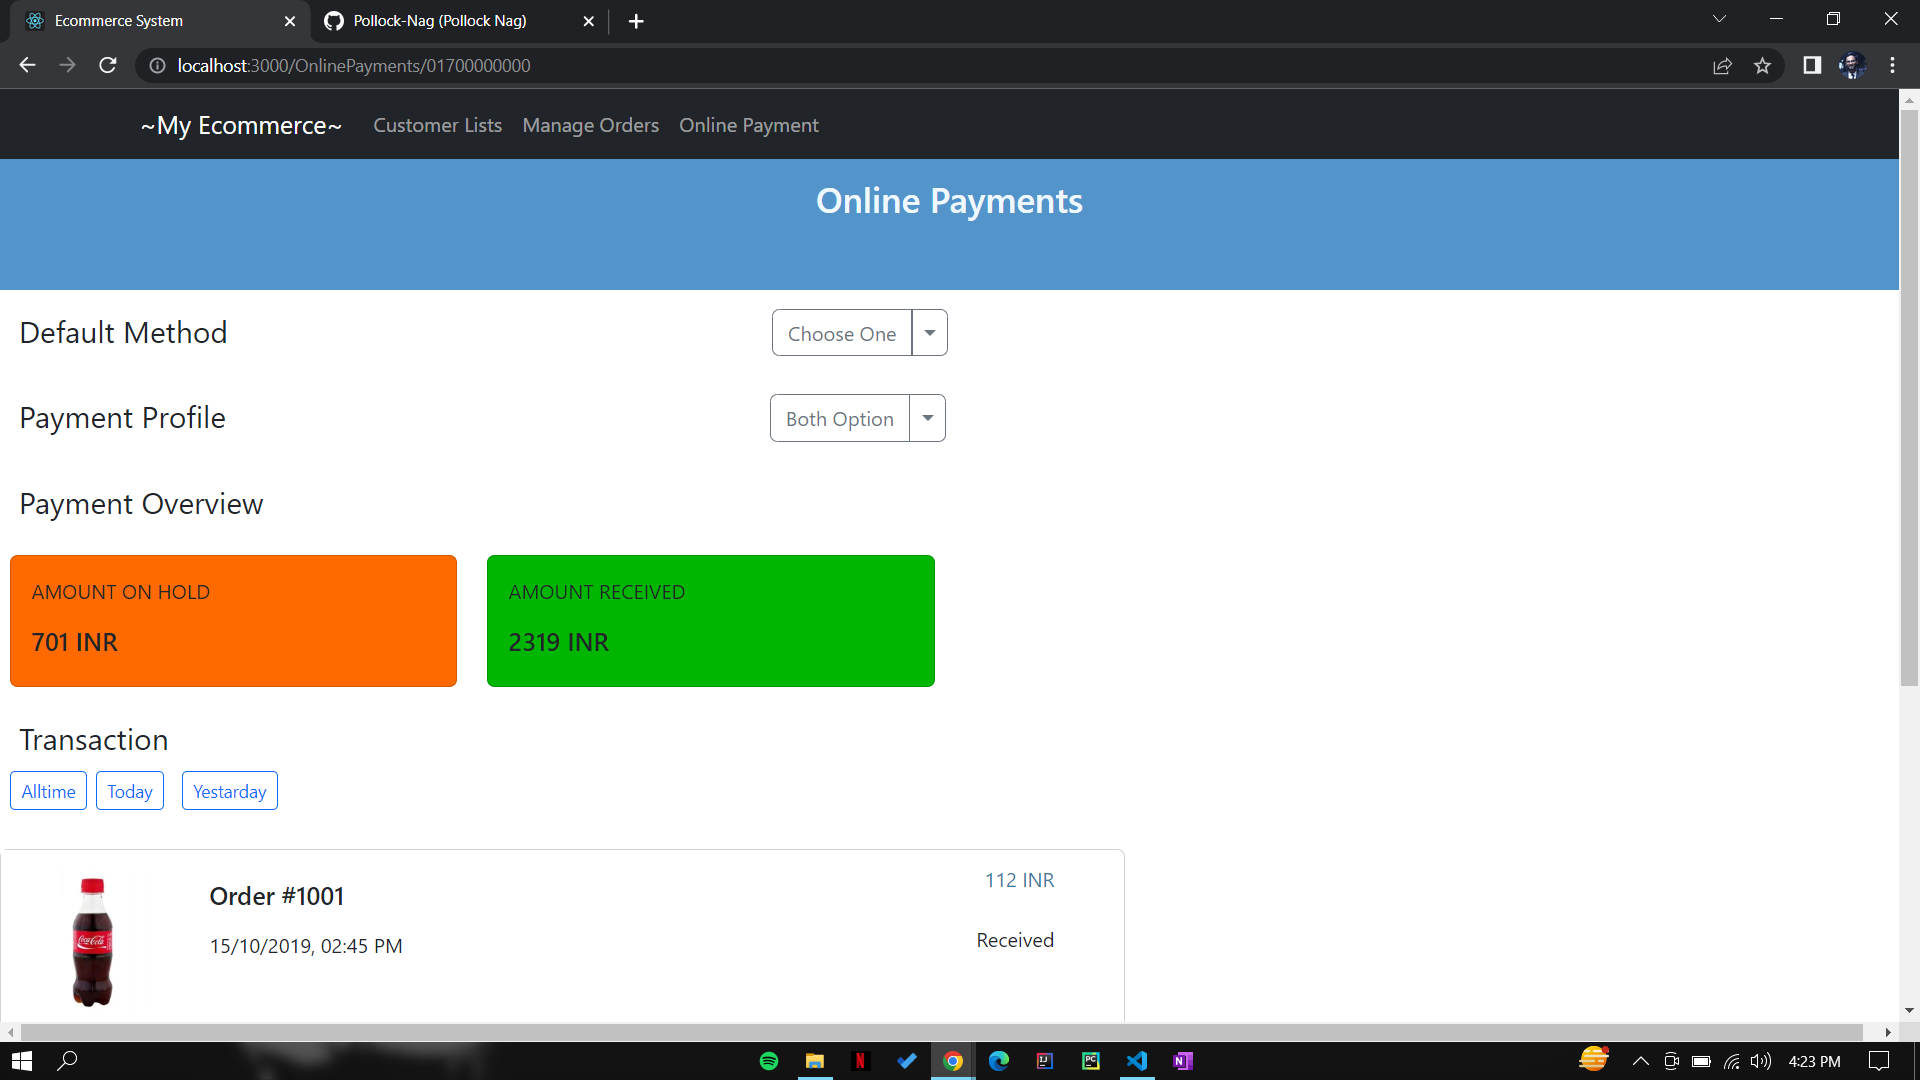 Ecommerce System
Pollock-Nag (Pollock Nag)
localhost:3000/OnlinePayments/01700000000
~My Ecommerce~ Customer Lists Manage Orders Online Payment
Online Payments
Default Method Choose One
Payment Profile Both Option
Payment Overview
AMOUNT ON HOLD
701 INR
AMOUNT RECEIVED
2319 INR
Transaction
Alltime Today Yestarday
Coca-Cola
Order #1001
112 INR
15/10/2019, 02:45 PM
Received
4:23 PM